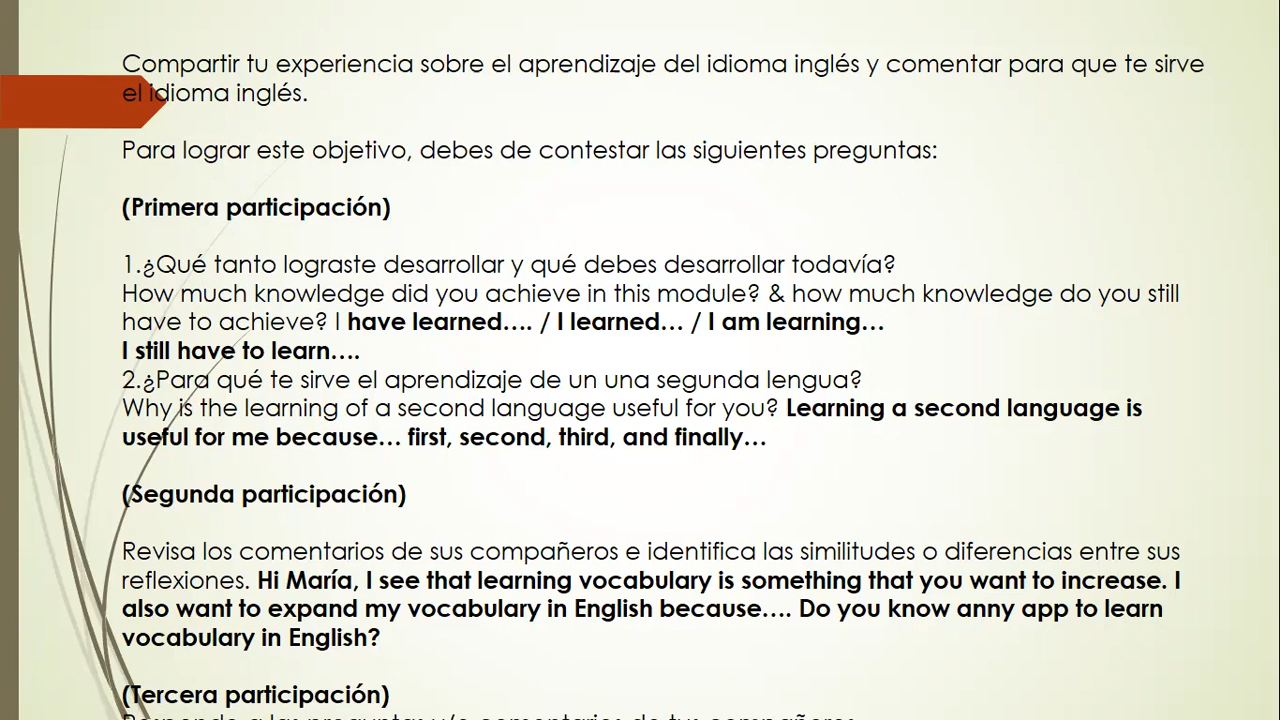 Compartir tu experiencia sobre el aprendizaje del idioma inglés y comentar para que te sirve
el idioma inglés.
Para lograr este objetivo, debes de contestar las siguientes preguntas:
(Primera participación)
1.¿Qué tanto lograste desarrollar y qué debes desarrollar todavía?
How much knowledge did you achieve in this module? & how much knowledge do you still
have to achieve? I have learned…. / I learned… / I am learning…
I still have to learn….
2.¿Para qué te sirve el aprendizaje de un una segunda lengua?
Why is the learning of a second language useful for you? Learning a second language is
useful for me because… first, second, third, and finally…
(Segunda participación)
Revisa los comentarios de sus compañeros e identifica las similitudes o diferencias entre sus
reflexiones. Hi María, I see that learning vocabulary is something that you want to increase. I
also want to expand my vocabulary in English because…. Do you know anny app to learn
vocabulary in English?
(Tercera participación)
Responde a las preguntas y/o comentarios de tus compañeros